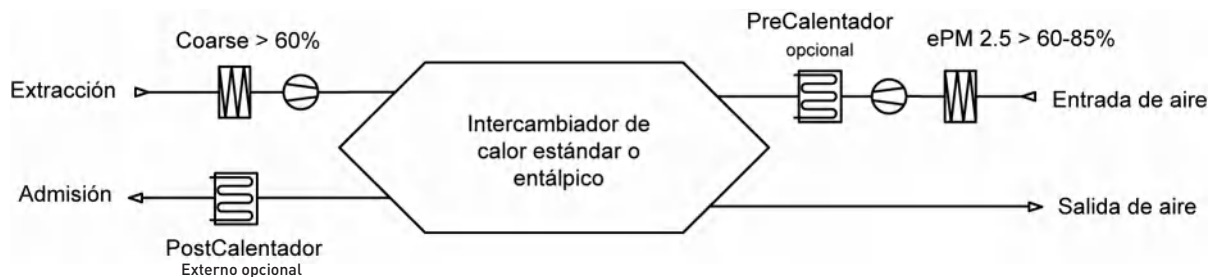 PreCalentador
opcional
Coarse > 60%
ePM 2.5 > 60-85%
Extracción
Entrada de aire
Intercambiador de
calor estándar o
entálpico
Admisión
Salida de aire
PostCalentador
Externo opcional